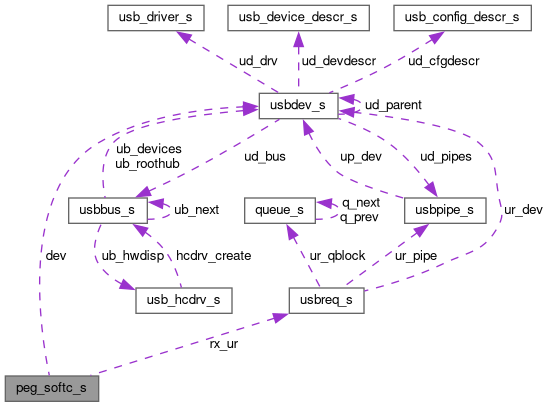 usb_driver_s
usb_device_descr_s
usb_config_descr_s
ud_drv
ud_devdescr
ud_cfgdescr
usbdev_s
ud_parent
ub_devices
ub_roothub
ud_bus
up_dev
ud_pipes
usbbus_s
ub_next
queue_s
q_next
q_prev
usbpipe_s
ur_dev
dev
ub_hwdisp
hcdrv_create
ur_qblock
ur_pipe
usb_hcdrv_s
usbreq_s
rx_ur
peg_softc_s